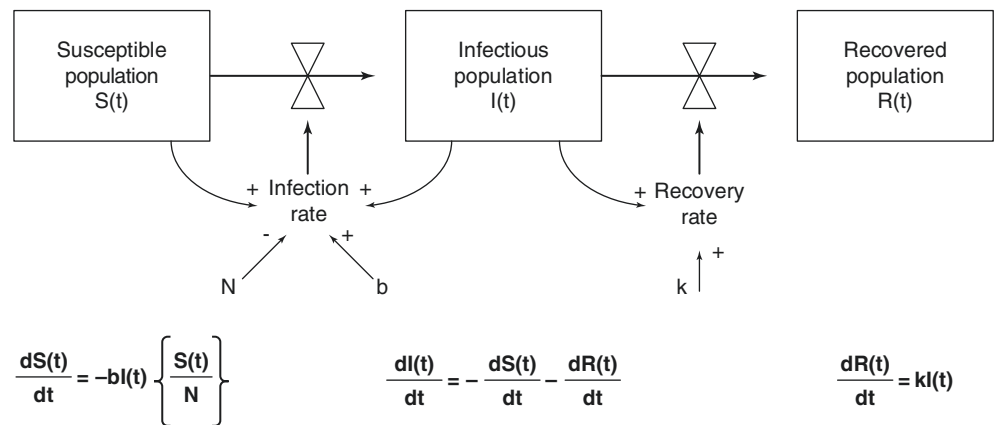 Susceptible
population
S(t)
Infectious
population
I(t)
Recovered
population
R(t)
+ Infection +
rate
- +
N b
+ Recovery
rate
+
k
dS(t)/dt = –bI(t) {S(t)/N}
dI(t)/dt = – dS(t)/dt – dR(t)/dt
dR(t)/dt = kI(t)